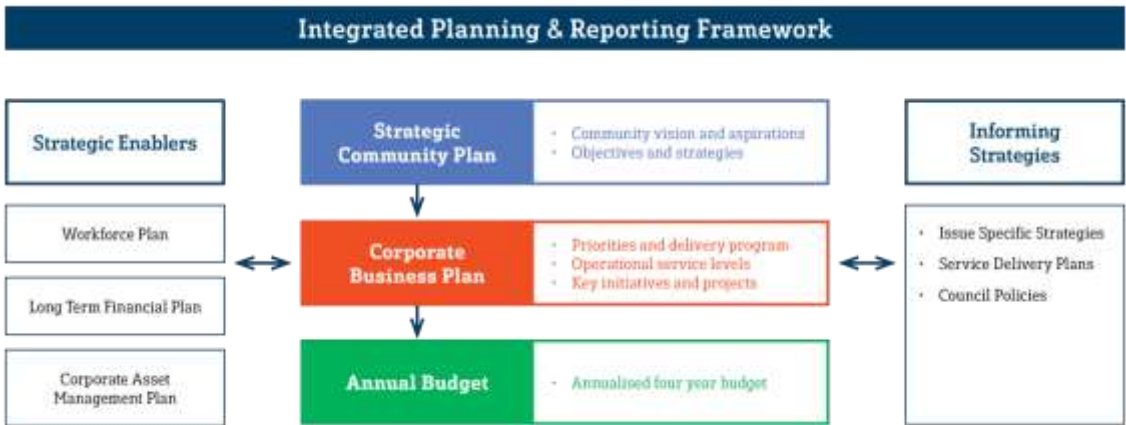 Integrated Planning & Reporting Framework
Strategic Enablers
Workforce Plan
Long Term Financial Plan
Corporate Asset
Management Plan
Strategic
Community Plan
· Community vision and aspirations
· Objectives and strategies
Corporate
Business Plan
· Priorities and delivery program
· Operational service levels
· Key initiatives and projects
Annual Budget
· Annualised four year budget
Informing
Strategies
· Issue Specific Strategies
· Service Delivery Plans
· Council Policies